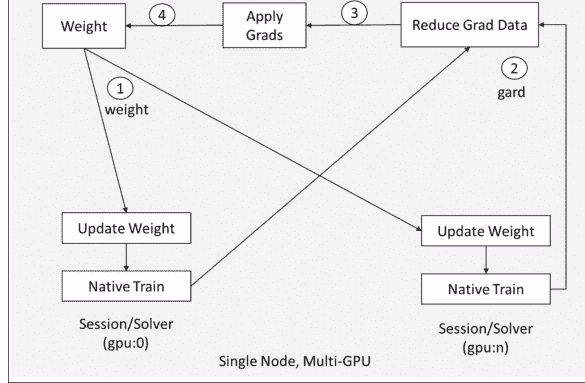 Weight
4
Apply
Grads
3
Reduce Grad Data
1
weight
2
gard
Update Weight
Native Train
Session/Solver
(gpu:0)
Update Weight
Native Train
Session/Solver
(gpu:n)
Single Node, Multi-GPU